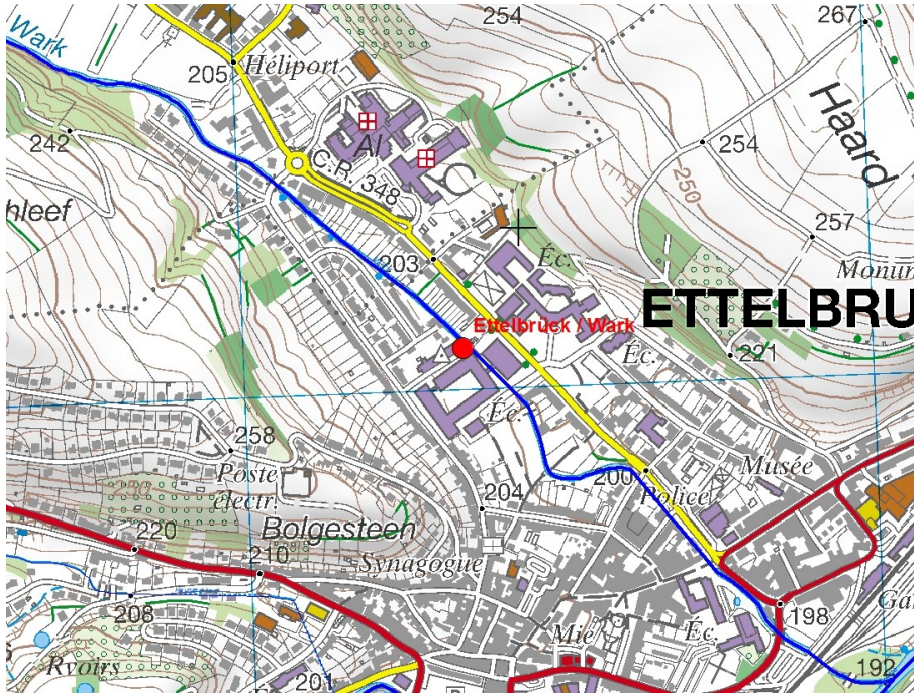 254
267
Wark
205
Héliport
Haard
242
Al
254
C.R. 348
250
hleef
257
203
Éc.
Monur
ETTELBRU
Ettelbrück / Wark
Éc.
221
Éc.
258
Poste
électr.
204
200
Musée
Police
Bolgesteen
220
210
Synagogue
208
198
Ga
Éc.
Mie
Rvoirs
201
192